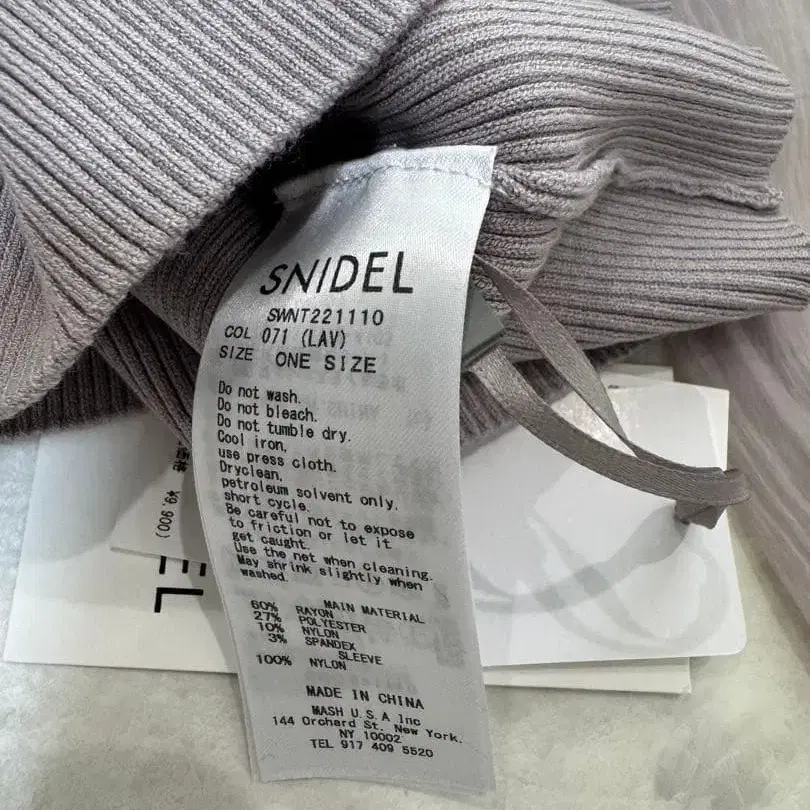 SNIDEL
SWNT221110
COL 071 (LAV)
SIZE ONE SIZE
Do not wash.
Do not bleach.
Do not tumble dry.
Cool iron,
use press cloth.
Dryclean,
petroleum solvent only.
short cycle.
Be careful not to expose
to friction or let it
get caught.
Use the net when cleaning.
May shrink slightly when
washed.
MAIN MATERIAL
60% RAYON
27% POLYESTER
10% NYLON
3% SPANDEX
SLEEVE
100% NYLON
MADE IN CHINA
MASH U.S.A Inc
144 Orchard St. New York.
NY 10002
TEL 917 409 5520
¥9,900)
EL